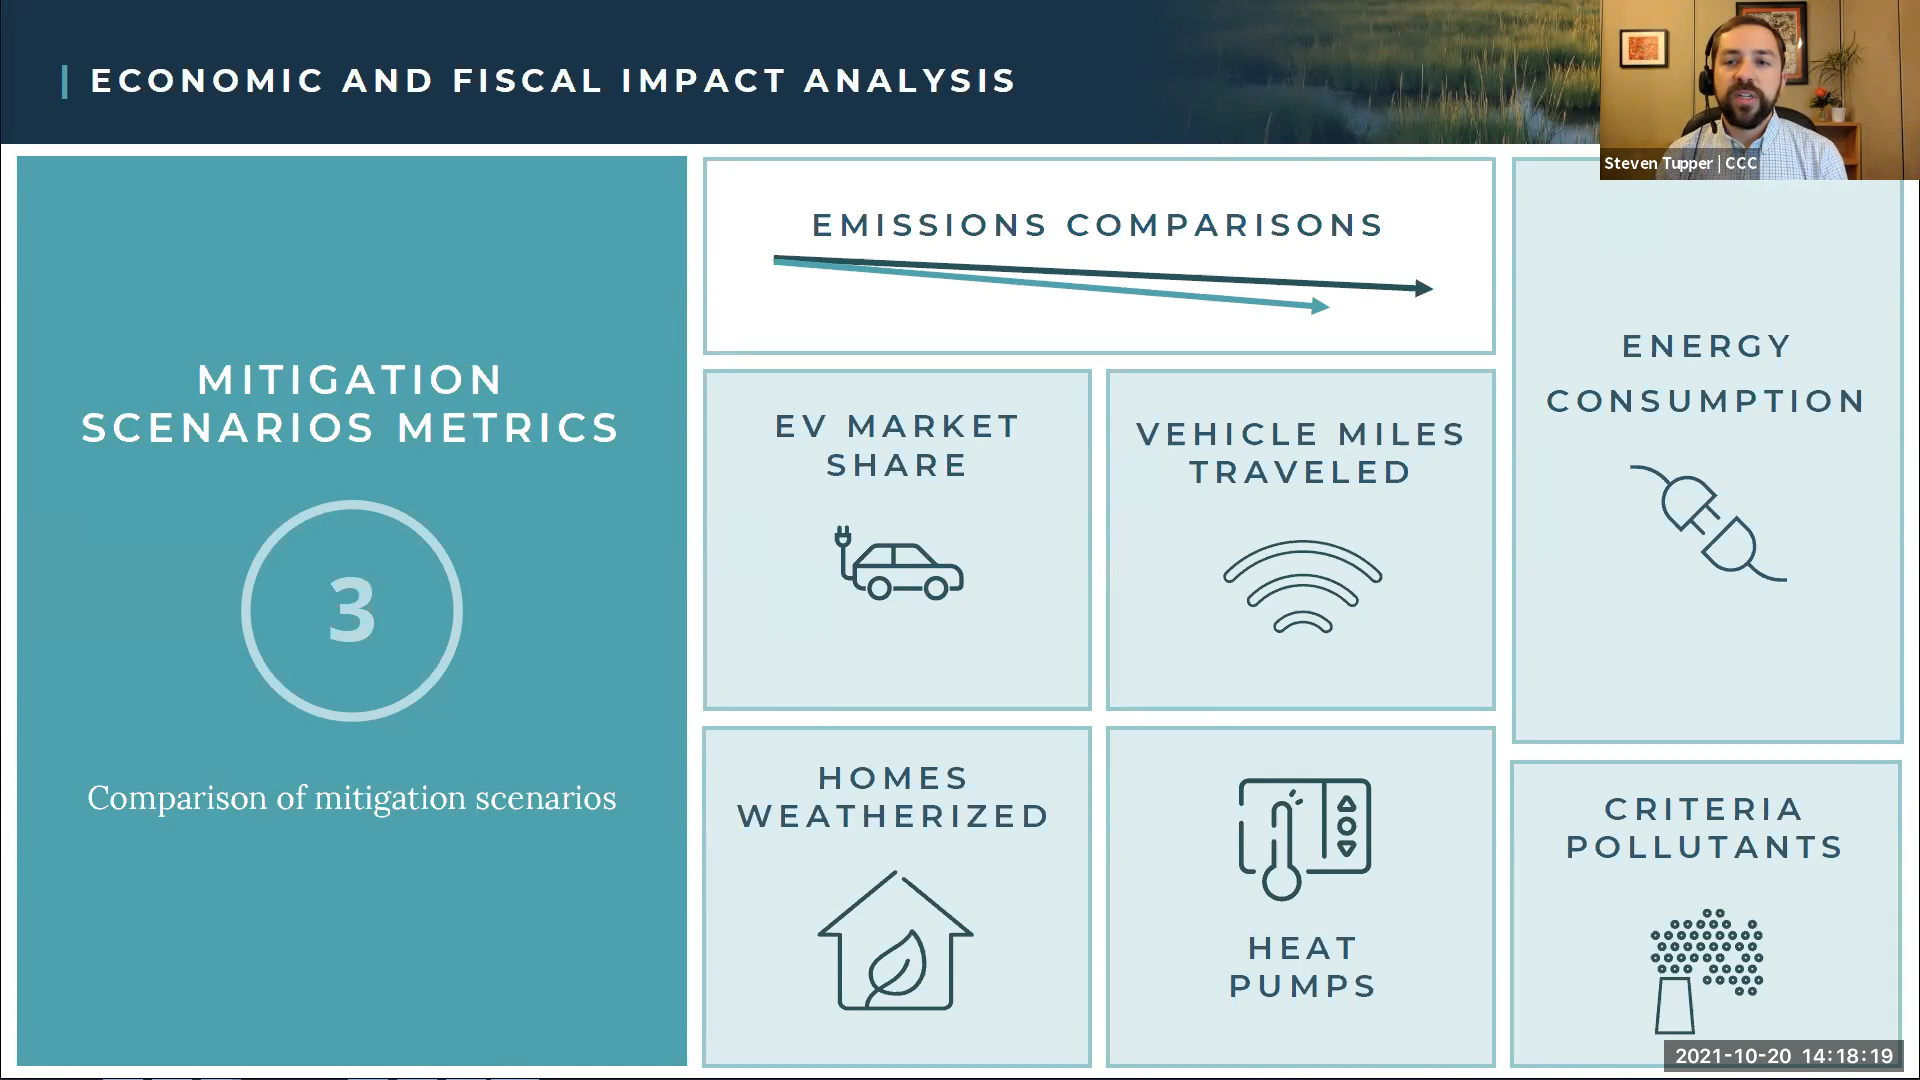 ECONOMIC AND FISCAL IMPACT ANALYSIS
Steven Tupper | CCC
MITIGATION
SCENARIOS METRICS
3
Comparison of mitigation scenarios
EMISSIONS COMPARISONS
EV MARKET
SHARE
VEHICLE MILES
TRAVELED
ENERGY
CONSUMPTION
HOMES
WEATHERIZED
HEAT
PUMPS
CRITERIA
POLLUTANTS
2021-10-20 14:18:19